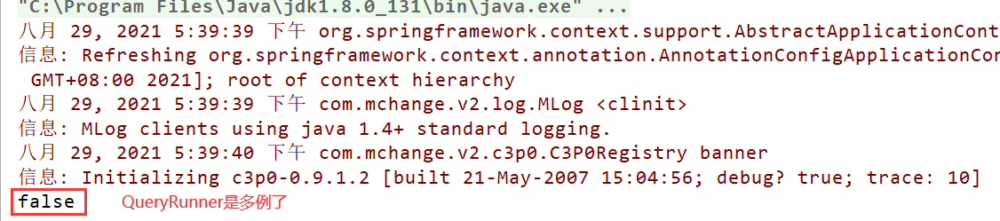 "C:\Program Files\Java\jdk1.8.0_131\bin\java.exe" ...
八月 29, 2021 5:39:39 下午 org.springframework.context.support.AbstractApplicationCont
信息: Refreshing org.springframework.context.annotation.AnnotationConfigApplicationCon
GMT+08:00 2021]; root of context hierarchy
八月 29, 2021 5:39:39 下午 com.mchange.v2.log.MLog <clinit>
信息: MLog clients using java 1.4+ standard logging.
八月 29, 2021 5:39:40 下午 com.mchange.v2.c3p0.C3P0Registry banner
信息: Initializing c3p0-0.9.1.2 [built 21-May-2007 15:04:56; debug? true; trace: 10]
false QueryRunner是多例了